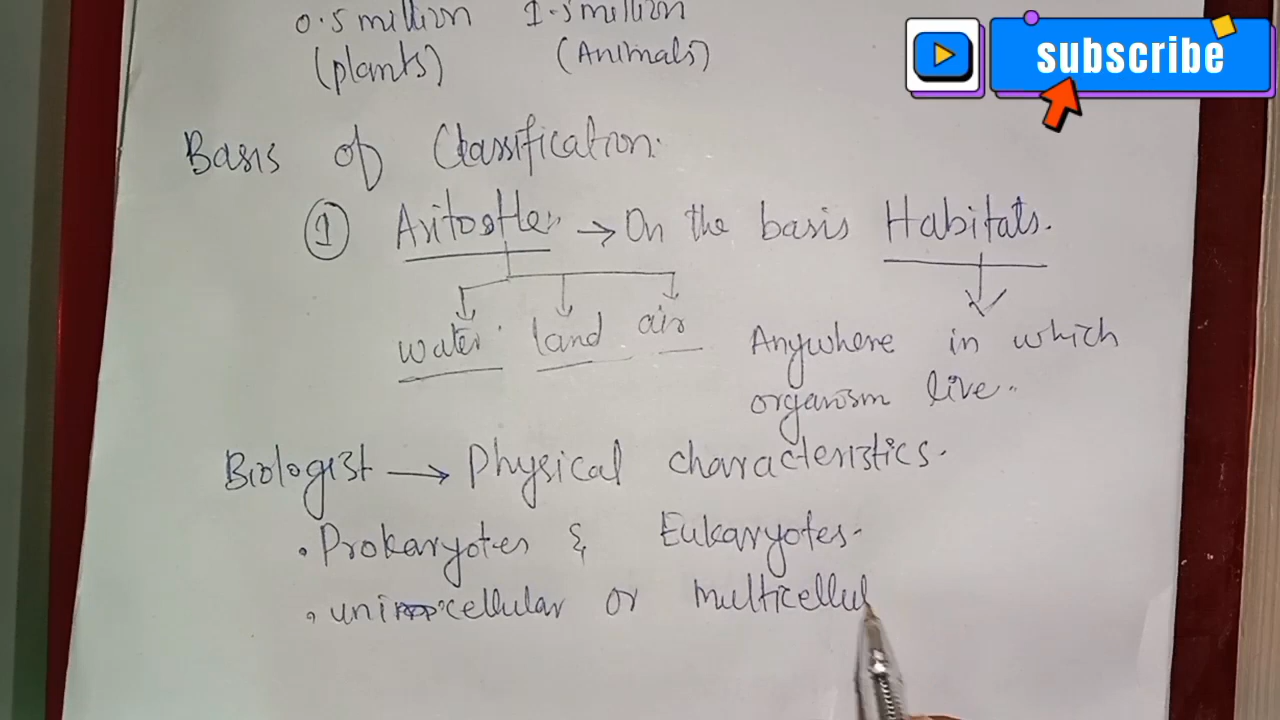 0.5 million 1.5 million
(plants) (Animals)
subscribe
Basis of Classification.
① Aritostle. → On the basis Habitats.
water land air
Anywhere in which
organism live.
Biologist → Physical characteristics.
• Prokaryotes & Eukaryotes.
• unicellular or multicellul